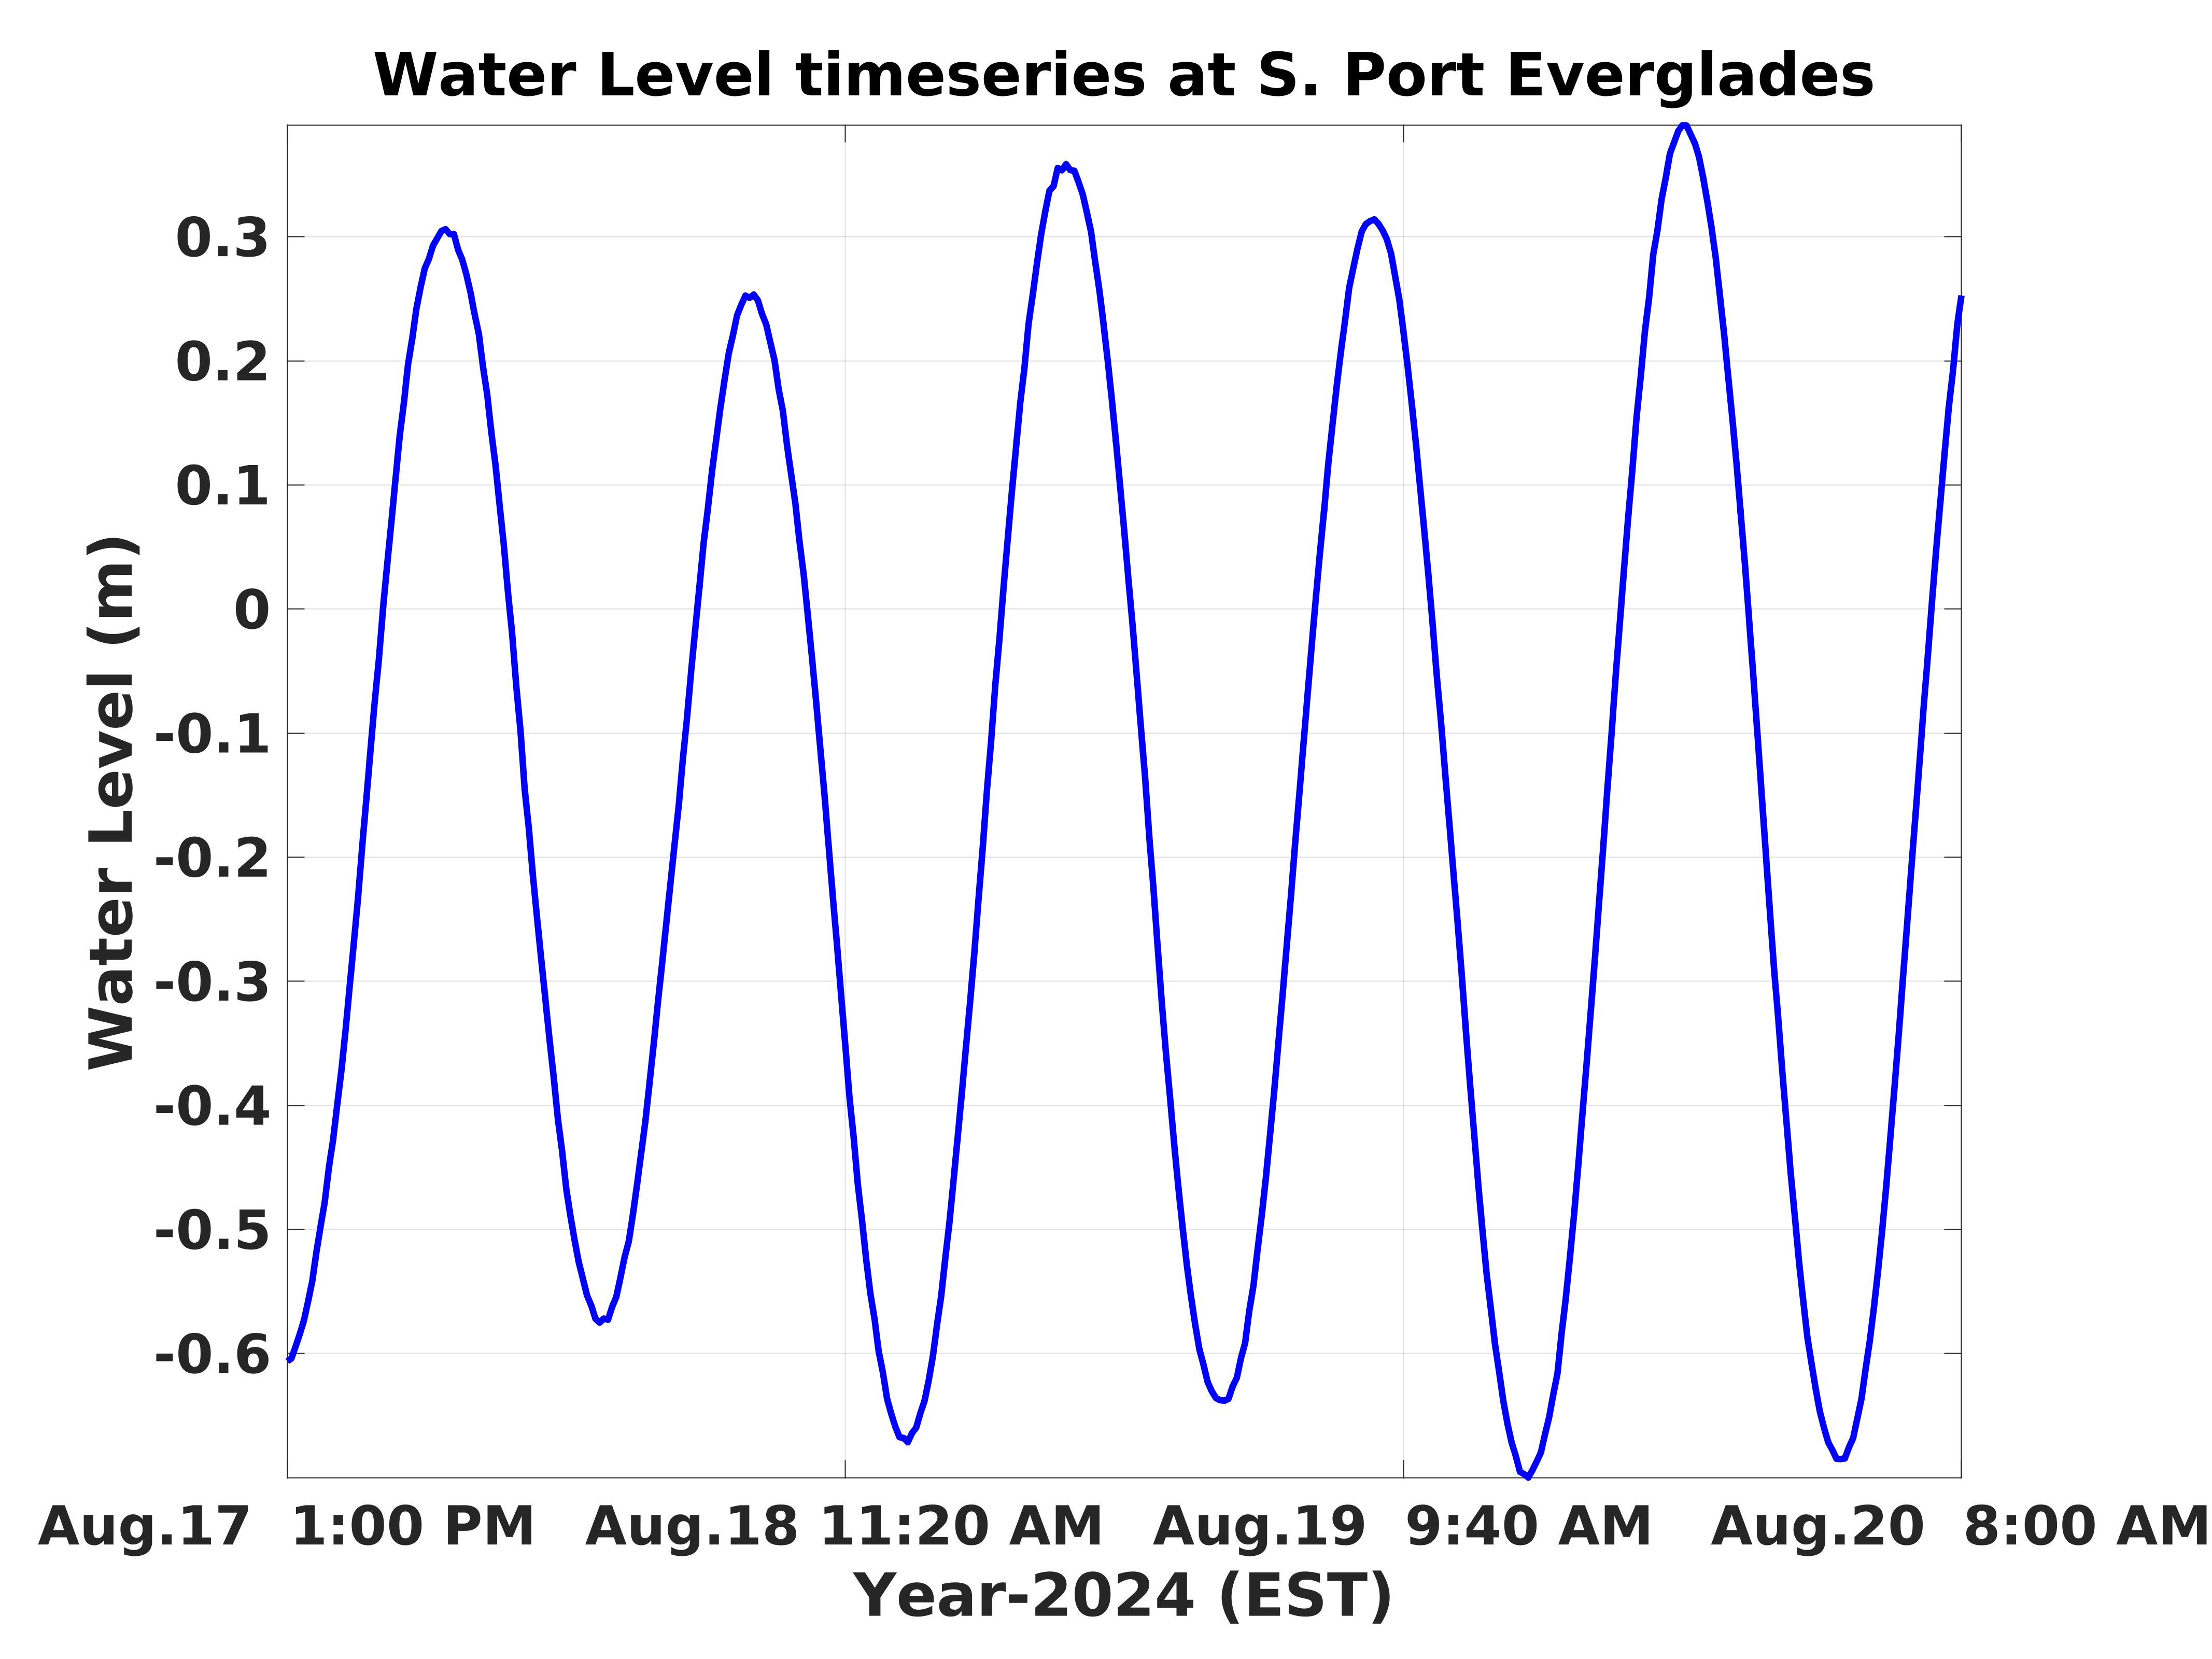 Water Level timeseries at S. Port Everglades
Water Level (m)
0.3
0.2
0.1
0
-0.1
-0.2
-0.3
-0.4
-0.5
-0.6
Aug.17 1:00 PM Aug.18 11:20 AM Aug.19 9:40 AM Aug.20 8:00 AM
Year-2024 (EST)